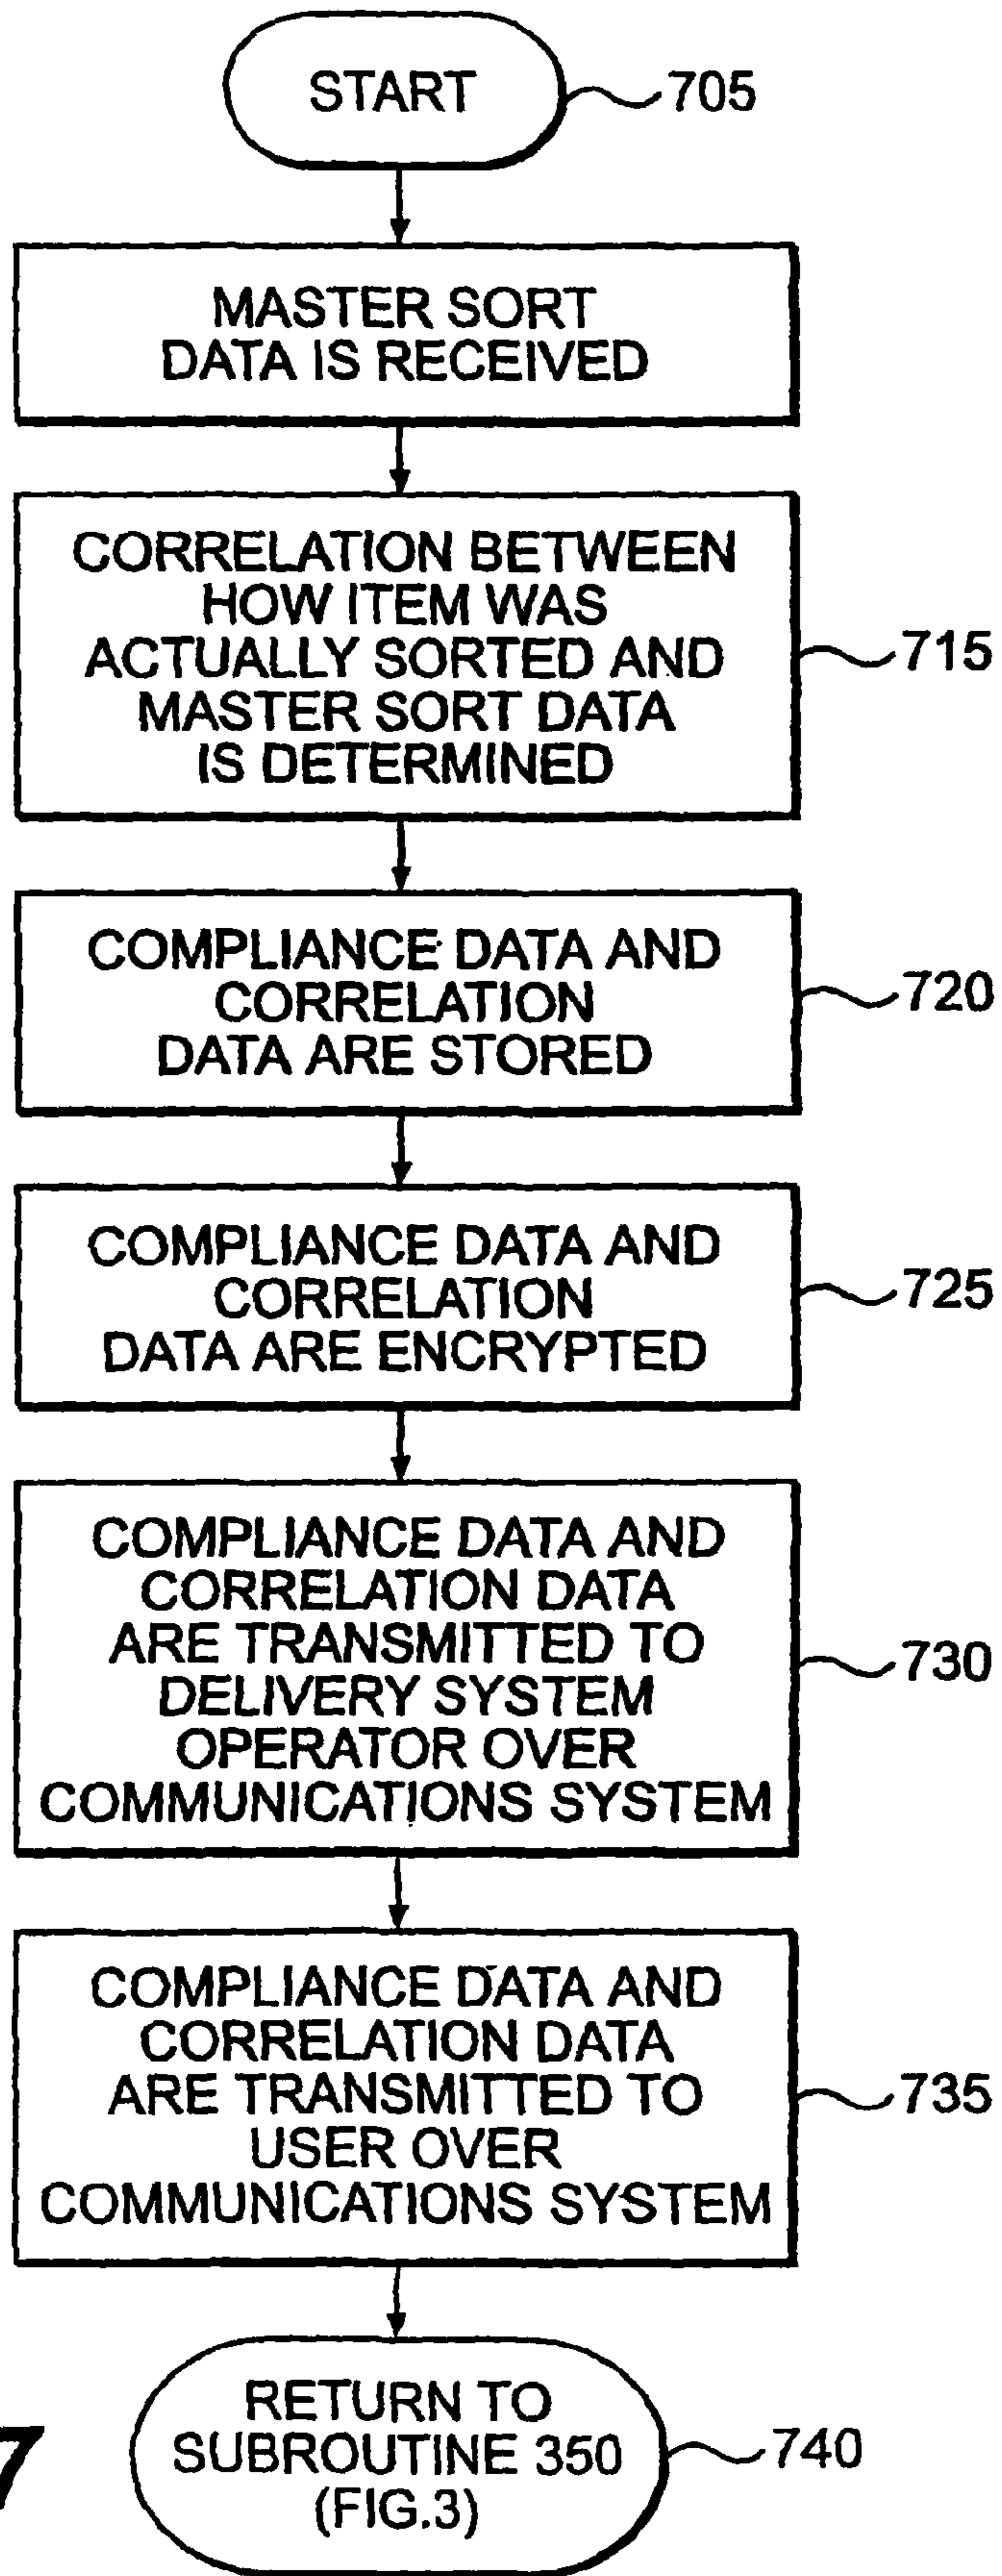 START
705
MASTER SORT
DATA IS RECEIVED
CORRELATION BETWEEN
HOW ITEM WAS
ACTUALLY SORTED AND
MASTER SORT DATA
IS DETERMINED
715
COMPLIANCE DATA AND
CORRELATION
DATA ARE STORED
720
COMPLIANCE DATA AND
CORRELATION
DATA ARE ENCRYPTED
725
COMPLIANCE DATA AND
CORRELATION DATA
ARE TRANSMITTED TO
DELIVERY SYSTEM
OPERATOR OVER
COMMUNICATIONS SYSTEM
730
COMPLIANCE DATA AND
CORRELATION DATA
ARE TRANSMITTED TO
USER OVER
COMMUNICATIONS SYSTEM
735
RETURN TO
SUBROUTINE 350
(FIG.3)
740
7